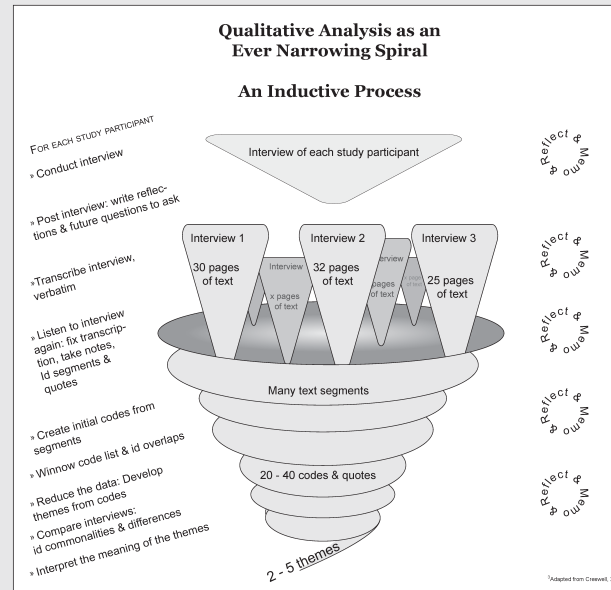 Qualitative Analysis as an
Ever Narrowing Spiral
An Inductive Process
FOR EACH STUDY PARTICIPANT
» Conduct interview
» Post interview: write reflec-
tions & future questions to ask
»Transcribe interview,
verbatim
» Listen to interview
again: fix transcrip-
tion, take notes,
Id segments &
quotes
» Create initial codes from
segments
» Winnow code list & id overlaps
» Reduce the data: Develop
themes from codes
» Compare interviews:
id commonalities & differences
» Interpret the meaning of the themes
Interview of each study participant
Interview 1
30 pages
of text
Interview
x pages
of text
Interview 2
32 pages
of text
erview
pages
of text
Interview 3
25 pages
of text
Many text segments
20 - 40 codes & quotes
2 - 5 themes
Reflect & Memo &
Reflect & Memo &
Reflect & Memo &
Reflect & Memo &
Reflect & Memo &
Adapted from Creswell,